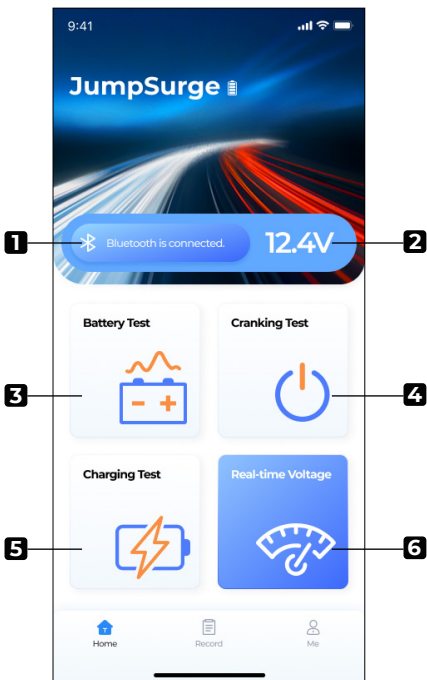 9:41
JumpSurge
1
Bluetooth is connected.
12.4V
2
Battery Test
Cranking Test
3
4
Charging Test
Real-time Voltage
5
6
T
Home
Record
Me